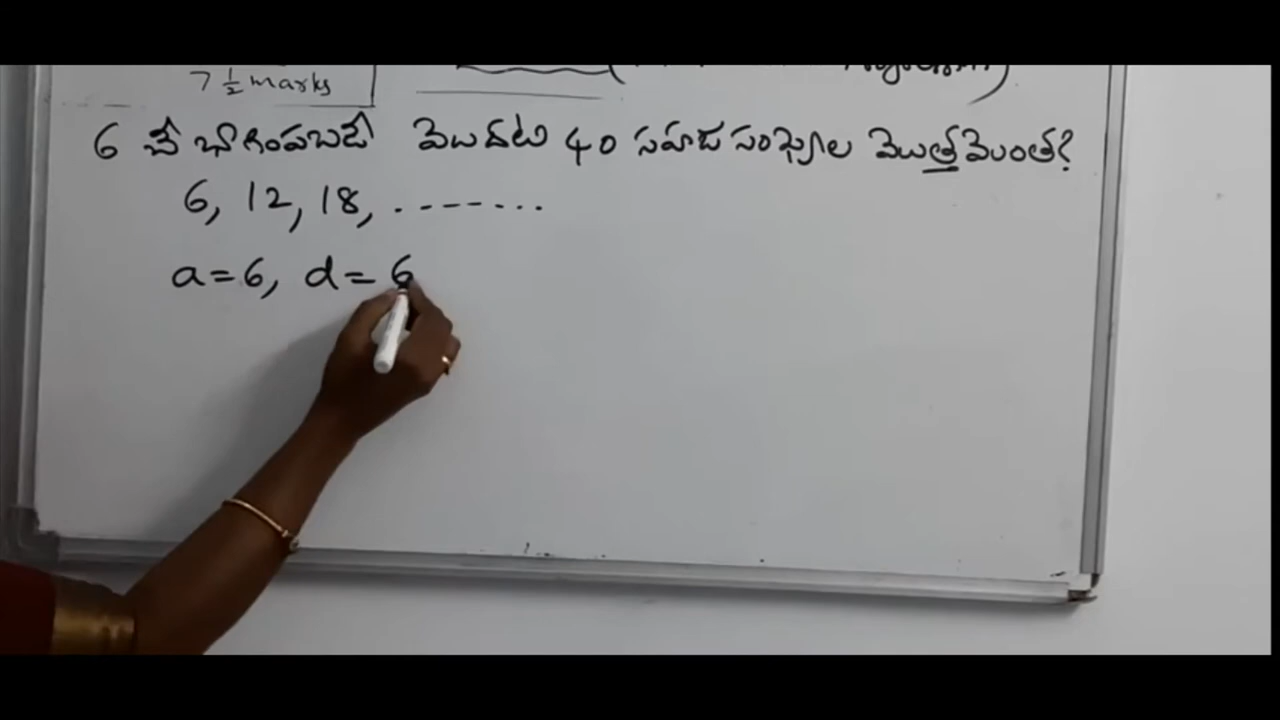 7 1/2 marks
6 చే భాగింపబడే మొదటి 40 సహజ సంఖ్యల మొత్తమెంత?
6, 12, 18, .- - - - ...
a=6, d=6